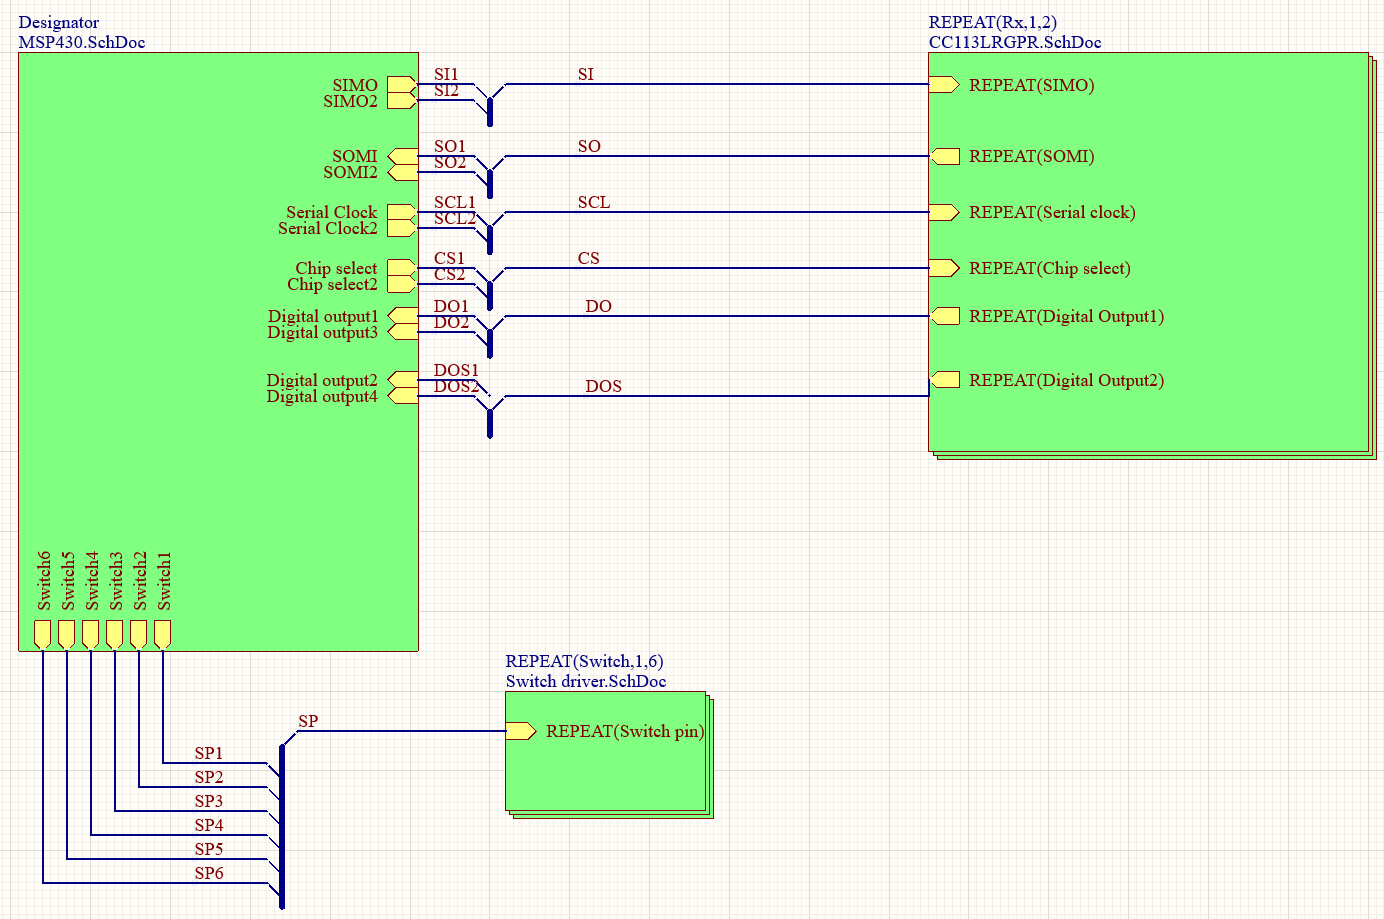 Designator
MSP430.SchDoc
REPEAT(Rx,1,2)
CC113LRGPR.SchDoc
SIMO
SI1
SI
REPEAT(SIMO)
SIMO2
SI2
SOMI
SO1
SO
REPEAT(SOMI)
SOMI2
SO2
Serial Clock
SCL1
SCL
REPEAT(Serial clock)
Serial Clock2
SCL2
Chip select
CS1
CS
REPEAT(Chip select)
Chip select2
CS2
Digital output1
DO1
DO
REPEAT(Digital Output1)
Digital output3
DO2
Digital output2
DOS1
REPEAT(Digital Output2)
Digital output4
DOS2
DOS
Switch6
Switch5
Switch4
Switch3
Switch2
Switch1
REPEAT(Switch,1,6)
Switch driver.SchDoc
SP
REPEAT(Switch pin)
SP1
SP2
SP3
SP4
SP5
SP6